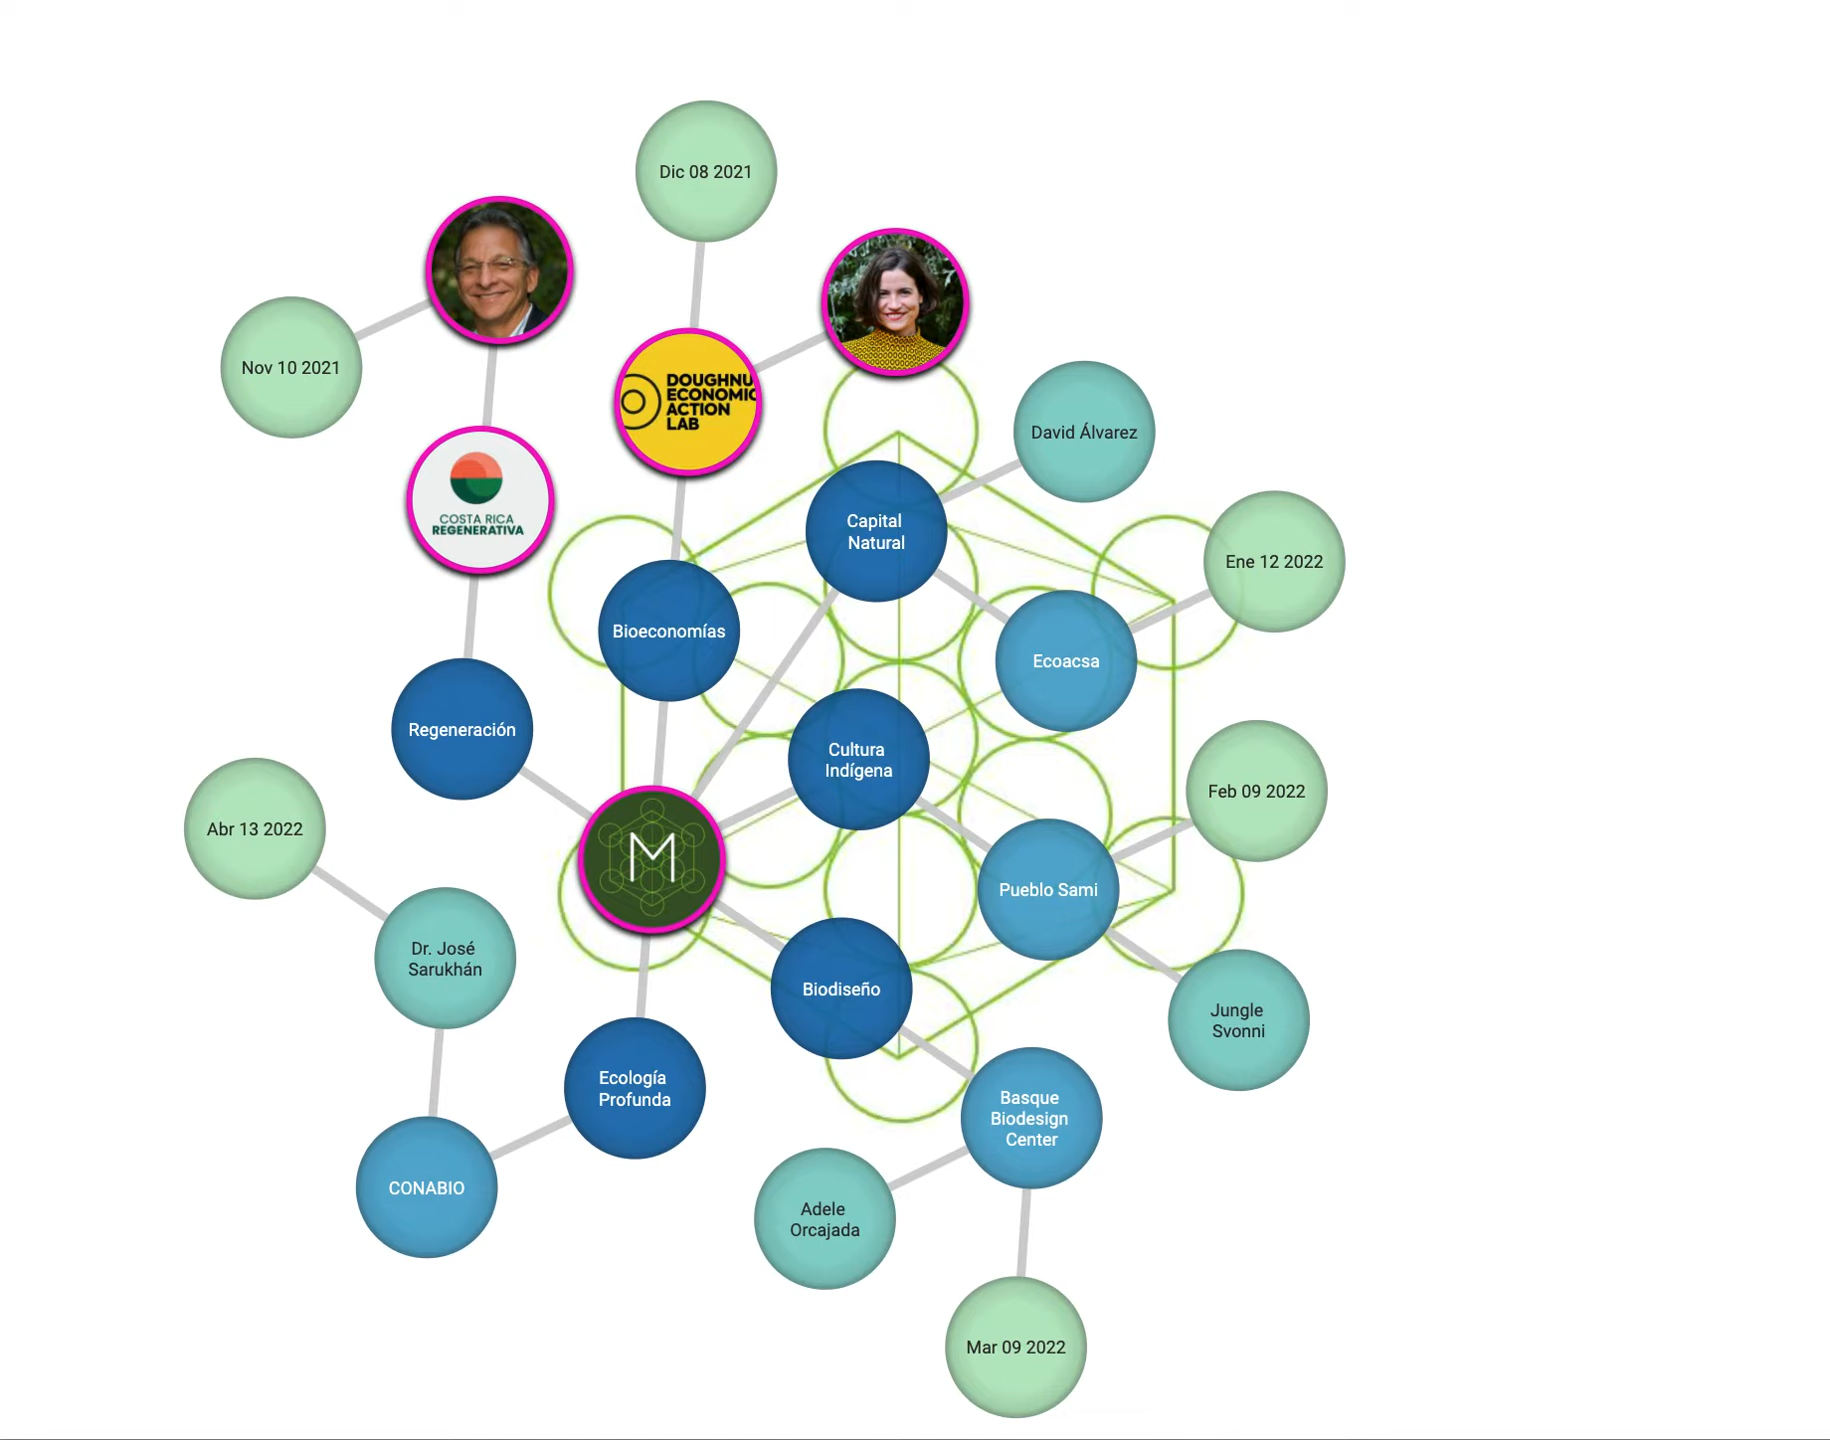 Dic 08 2021
Nov 10 2021
DOUGHNU
ECONOMIC
ACTION
LAB
David Álvarez
COSTA RICA
REGENERATIVA
Capital
Natural
Ene 12 2022
Bioeconomías
Ecoacsa
Regeneración
Cultura
Indígena
Feb 09 2022
Abr 13 2022
M
Pueblo Sami
Dr. José
Sarukhán
Biodiseño
Jungle
Svonni
Ecología
Profunda
Basque
Biodesign
Center
CONABIO
Adele
Orcajada
Mar 09 2022